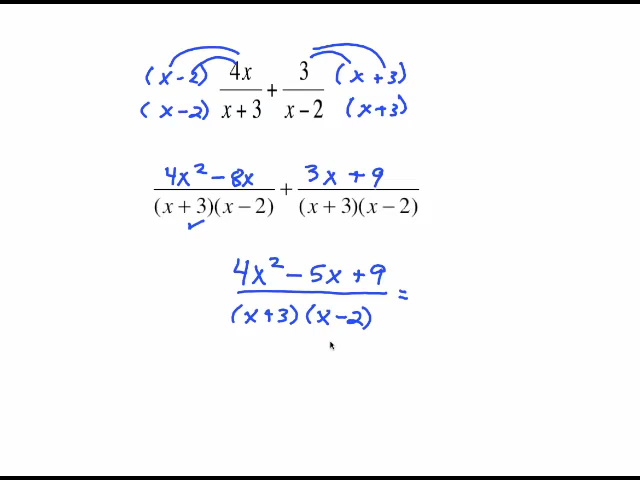 (x - 2) 4x/x + 3 + 3/x - 2 (x + 3)
(x - 2) (x + 3)
4x² - 8x/(x + 3)(x - 2) + 3x + 9/(x + 3)(x - 2)
4x² - 5x + 9/(x + 3)(x - 2) =